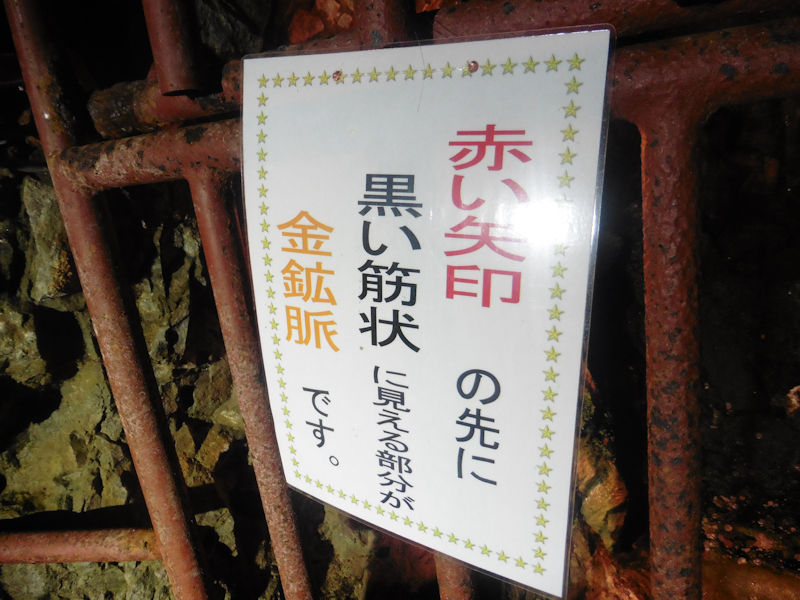 赤い矢印の先に
黒い筋状に見える部分が
金鉱脈です。